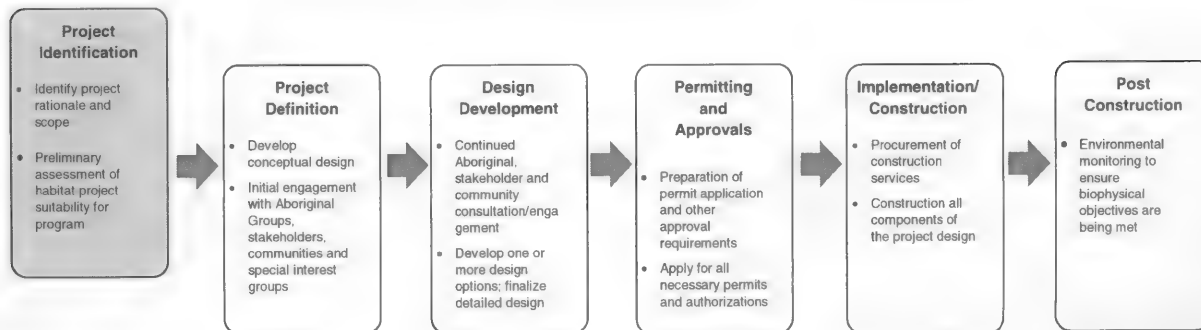 Project
Identification
• Identify project
rationale and
scope
• Preliminary
assessment of
habitat project
suitability for
program
Project
Definition
• Develop
conceptual design
• Initial engagement
with Aboriginal
Groups,
stakeholders,
communities and
special interest
groups
Design
Development
• Continued
Aboriginal,
stakeholder and
community
consultation/enga
gement
• Develop one or
more design
options; finalize
detailed design
Permitting
and
Approvals
• Preparation of
permit application
and other
approval
requirements
• Apply for all
necessary permits
and authorizations
Implementation/
Construction
• Procurement of
construction
services
• Construction all
components of
the project design
Post
Construction
• Environmental
monitoring to
ensure
biophysical
objectives are
being met